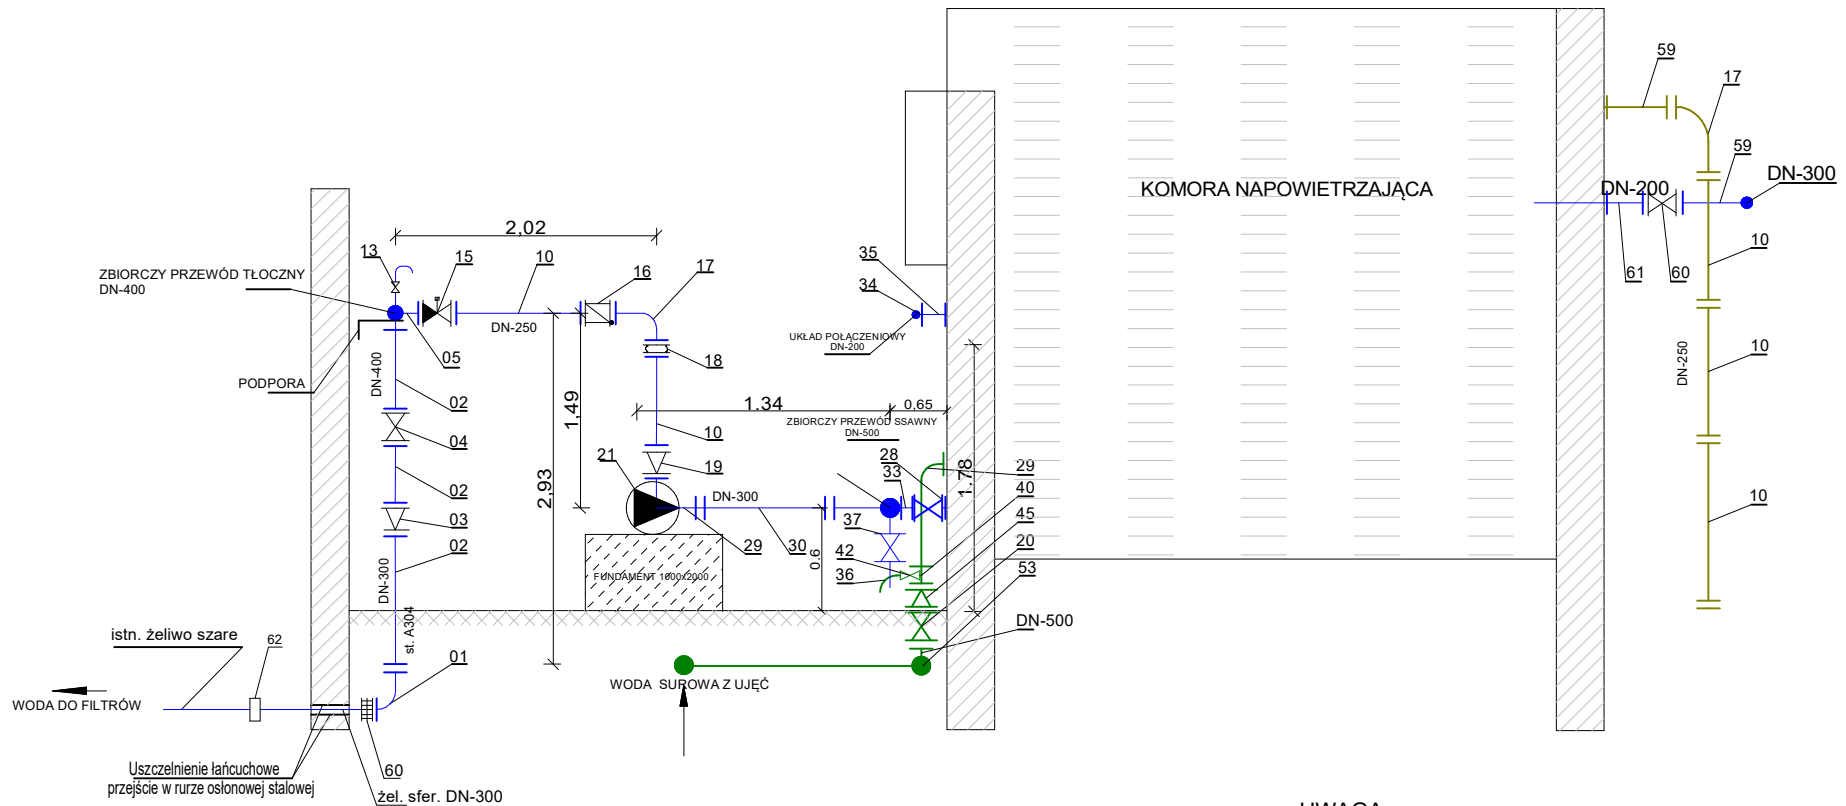 59
17
59
KOMORA NAPOWIETRZAJĄCA
DN-200
DN-300
2,02
13
15
10
16
17
35
10
61
60
ZBIORCZY PRZEWÓD TŁOCZNY
DN-400
34
DN-250
UKŁAD POŁĄCZENIOWY
DN-200
05
18
DN-400
PODPORA
10
DN-250
02
1,49
1.34
0,65
ZBIORCZY PRZEWÓD SSAWNY
DN-500
04
10
21
19
28
33
29
1.78
02
2,93
40
10
DN-300
03
37
45
02
29
30
42
20
0.6
36
53
FUNDAMENT 1000x2000
DN-300
st. A304
DN-500
istn. żeliwo szare
62
01
WODA SUROWA Z UJĘĆ
WODA DO FILTRÓW
Uszczelnienie łańcuchowe
przejście w rurze osłonowej stalowej
60
żel. sfer. DN-300
UWAGA